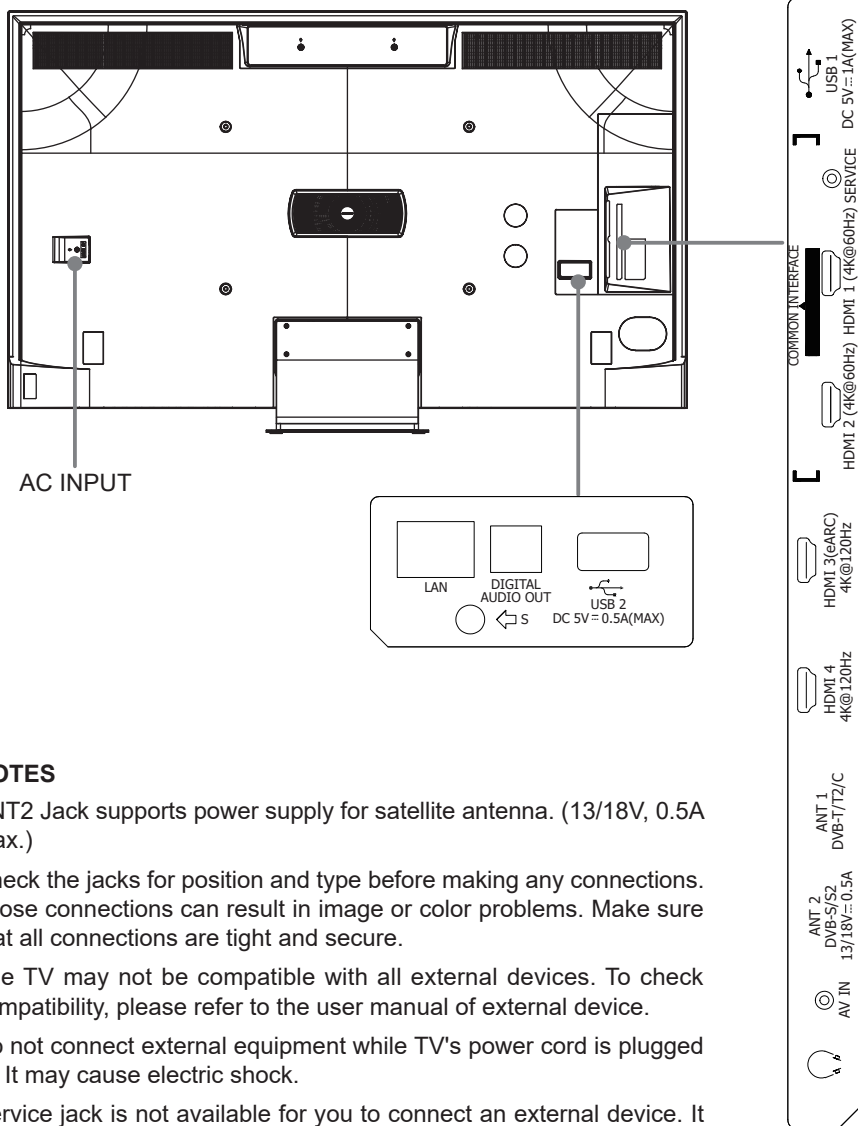 USB 1
DC 5V⎓1A(MAX)
SERVICE
HDMI 1 (4K@60Hz)
COMMON INTERFACE
HDMI 2 (4K@60Hz)
HDMI 3(eARC)
4K@120Hz
HDMI 4
4K@120Hz
ANT 1
DVB-T/T2/C
ANT 2
DVB-S/S2
13/18V⎓0.5A
AV IN
AC INPUT
LAN
DIGITAL
AUDIO OUT
S
USB 2
DC 5V⎓0.5A(MAX)
OTES
NT2 Jack supports power supply for satellite antenna. (13/18V, 0.5A
ax.)
heck the jacks for position and type before making any connections.
ose connections can result in image or color problems. Make sure
at all connections are tight and secure.
e TV may not be compatible with all external devices. To check
mpatibility, please refer to the user manual of external device.
o not connect external equipment while TV's power cord is plugged
. It may cause electric shock.
ervice jack is not available for you to connect an external device. It